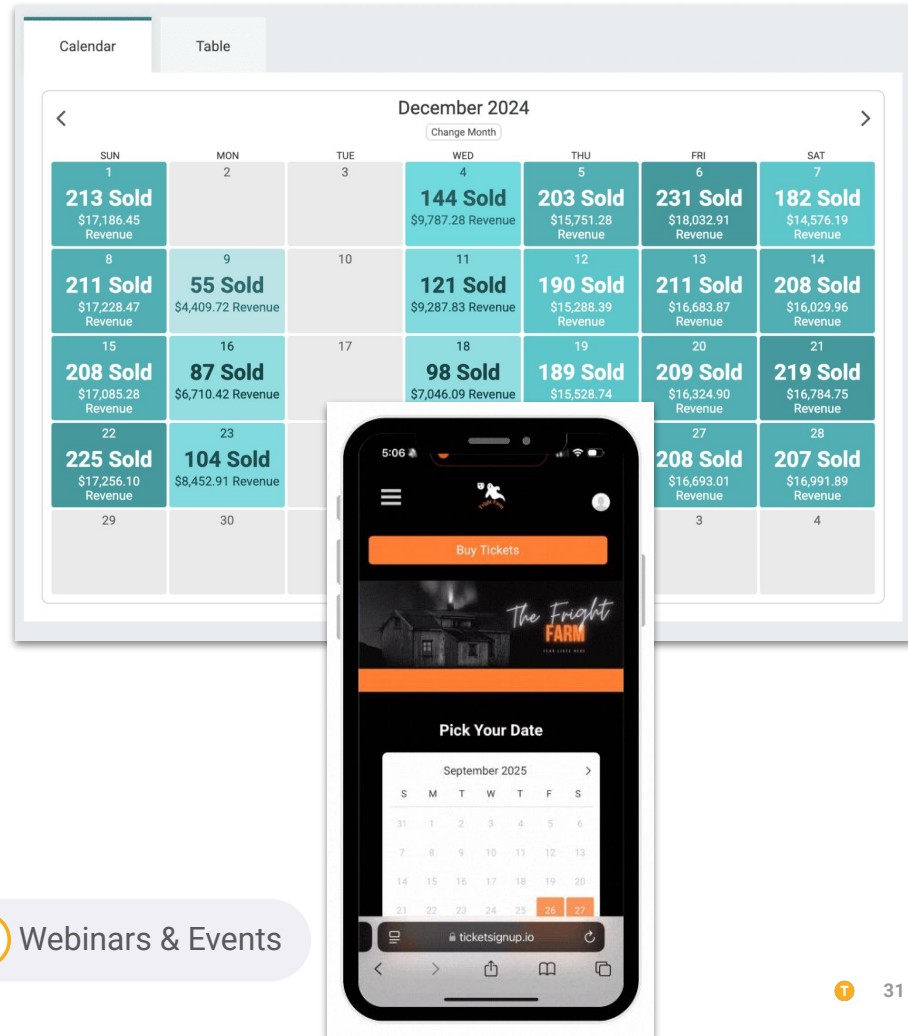 Calendar
Table
December 2024
Change Month
SUN MON TUE WED THU FRI SAT
1 2 3 4 5 6 7
213 Sold 144 Sold 203 Sold 231 Sold 182 Sold
$17,186.45 Revenue $9,787.28 Revenue $15,751.28 Revenue $18,032.91 Revenue $14,576.19 Revenue
8 9 10 11 12 13 14
211 Sold 55 Sold 121 Sold 190 Sold 211 Sold 208 Sold
$17,228.47 Revenue $4,409.72 Revenue $9,287.83 Revenue $15,288.39 Revenue $16,683.87 Revenue $16,029.96 Revenue
15 16 17 18 19 20 21
208 Sold 87 Sold 98 Sold 189 Sold 209 Sold 219 Sold
$17,085.28 Revenue $6,710.42 Revenue $7,046.09 Revenue $15,528.74 $16,324.90 Revenue $16,784.75 Revenue
22 23 27 28
225 Sold 104 Sold 208 Sold 207 Sold
$17,256.10 Revenue $8,452.91 Revenue $16,693.01 Revenue $16,991.89 Revenue
29 30 3 4
5:06
Fright Farm
Buy Tickets
The Fright
FARM
FEAR LIVES HERE
Pick Your Date
September 2025
S M T W T F S
31 1 2 3 4 5 6
7 8 9 10 11 12 13
14 15 16 17 18 19 20
21 22 23 24 25 26 27
ticketsignup.io
Webinars & Events
T 31